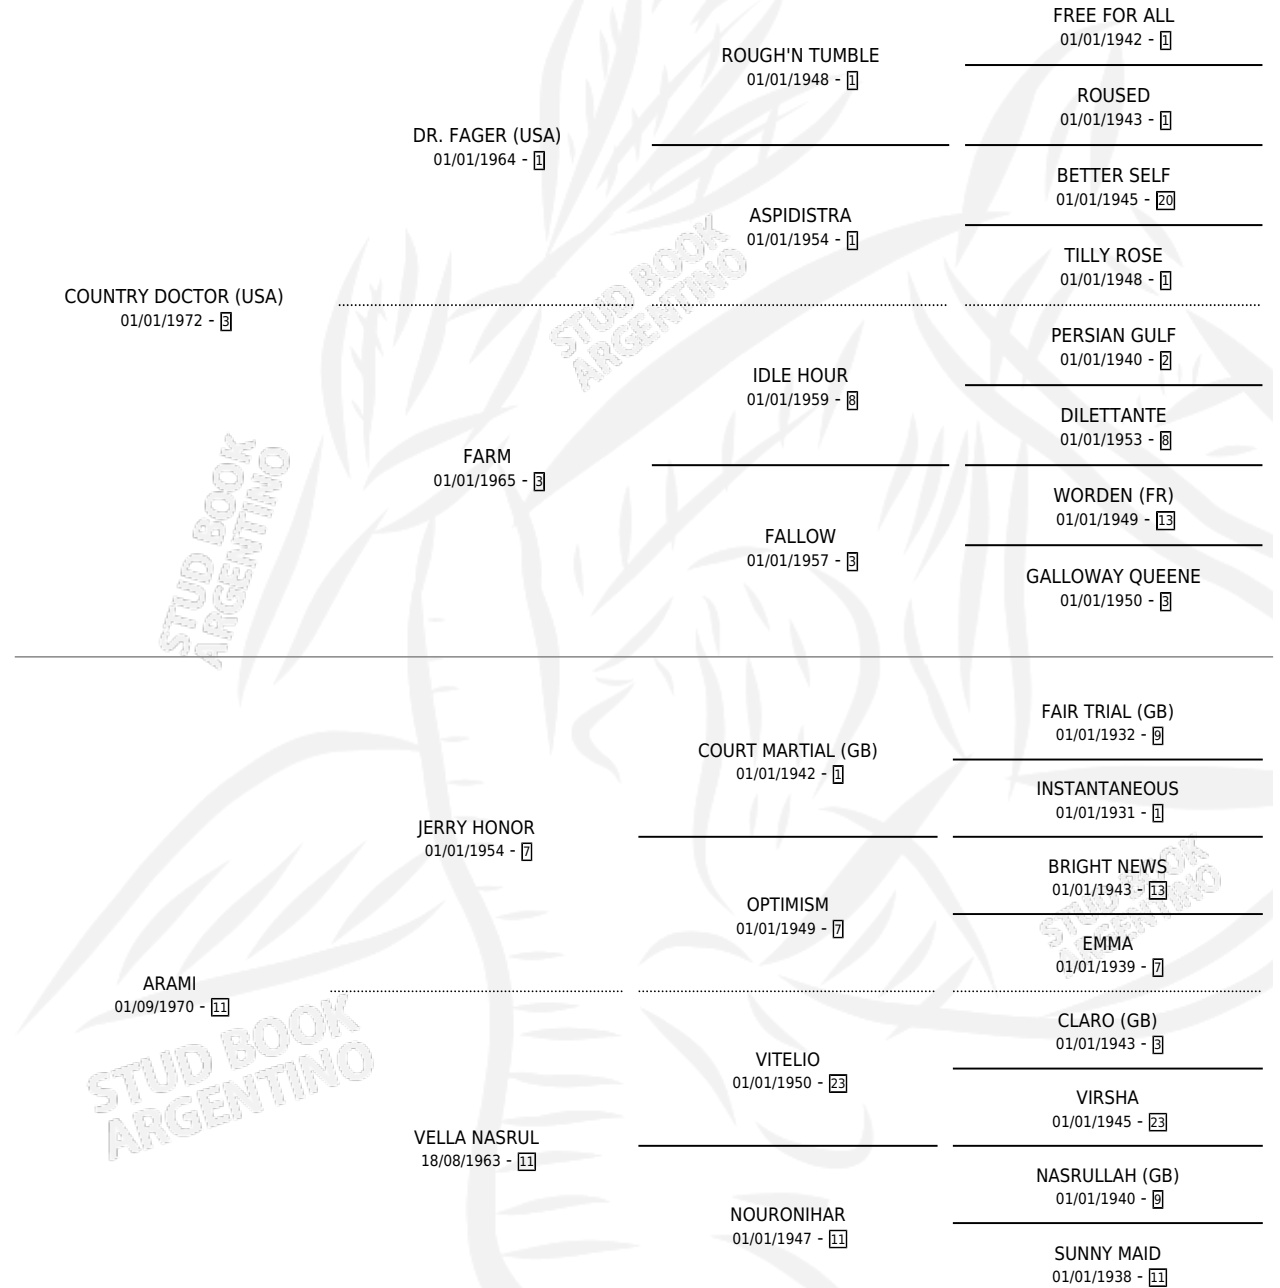 FREE FOR ALL
01/01/1942 - 1
ROUGH'N TUMBLE
01/01/1948 - 1
ROUSED
01/01/1943 - 1
DR. FAGER (USA)
01/01/1964 - 1
BETTER SELF
01/01/1945 - 20
ASPIDISTRA
01/01/1954 - 1
TILLY ROSE
01/01/1948 - 1
COUNTRY DOCTOR (USA)
01/01/1972 - 3
PERSIAN GULF
01/01/1940 - 2
IDLE HOUR
01/01/1959 - 8
DILETTANTE
01/01/1953 - 8
FARM
01/01/1965 - 3
WORDEN (FR)
01/01/1949 - 13
FALLOW
01/01/1957 - 3
GALLOWAY QUEENE
01/01/1950 - 3
FAIR TRIAL (GB)
01/01/1932 - 9
COURT MARTIAL (GB)
01/01/1942 - 1
INSTANTANEOUS
01/01/1931 - 1
JERRY HONOR
01/01/1954 - 7
BRIGHT NEWS
01/01/1943 - 13
OPTIMISM
01/01/1949 - 7
EMMA
01/01/1939 - 7
ARAMI
01/09/1970 - 11
CLARO (GB)
01/01/1943 - 3
VITELIO
01/01/1950 - 23
VIRSHA
01/01/1945 - 23
VELLA NASRUL
18/08/1963 - 11
NASRULLAH (GB)
01/01/1940 - 9
NOURONIHAR
01/01/1947 - 11
SUNNY MAID
01/01/1938 - 11
STUD BOOK
ARGENTINO
STUD BOOK
ARGENTINO
STUD BOOK
ARGENTINO
STUD BOOK
ARGENTINO